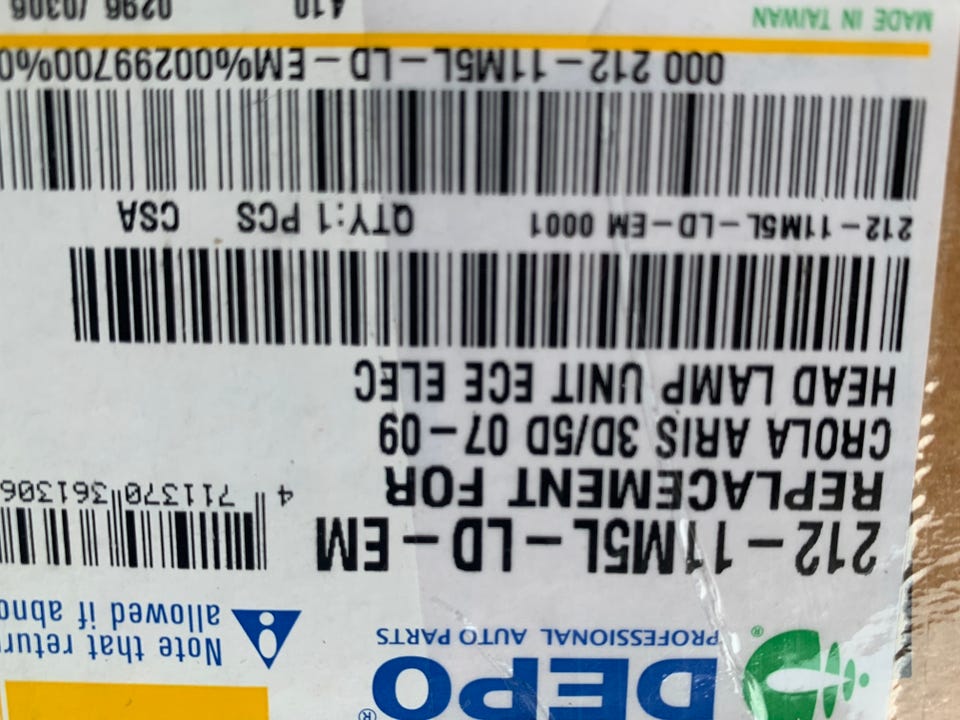 DEPO®
PROFESSIONAL AUTO PARTS
®
Note that return
allowed if abno
212-11M5L-LD-EM
4 711370 361306
REPLACEMENT FOR
CROLA ARIS 3D/5D 07-09
HEAD LAMP UNIT ECE ELEC
212-11M5L-LD-EM 0001 QTY:1 PCS CSA
000 212-11M5L-LD-EM%00299700%0
MADE IN TAIWAN
410 0296 /0306